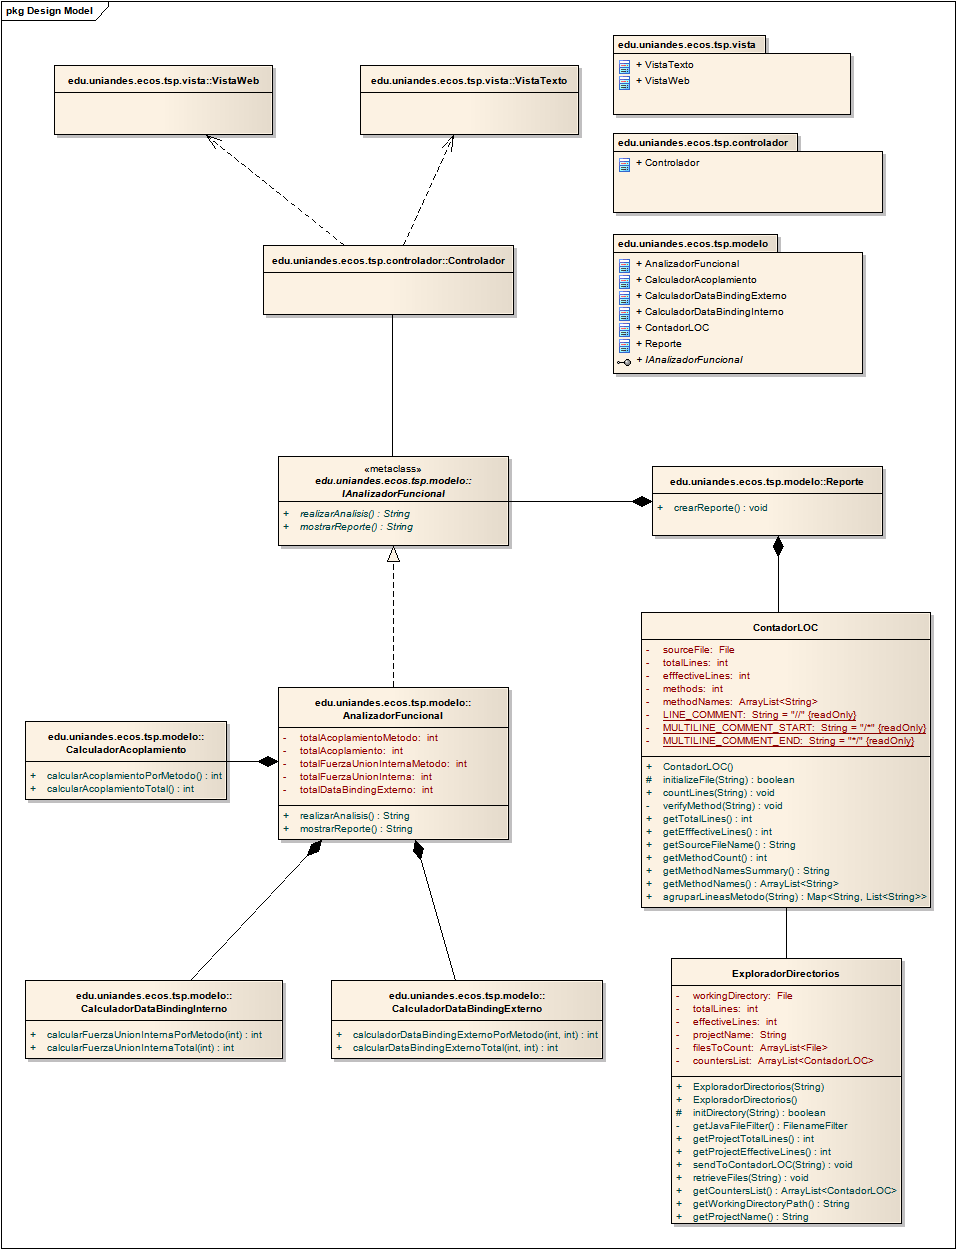 pkg Design Model
edu.uniandes.ecos.tsp.vista::VistaWeb
edu.uniandes.ecos.tsp.vista::VistaTexto
edu.uniandes.ecos.tsp.vista
+ VistaTexto
+ VistaWeb
edu.uniandes.ecos.tsp.controlador
+ Controlador
edu.uniandes.ecos.tsp.modelo
+ AnalizadorFuncional
+ CalculadorAcoplamiento
+ CalculadorDataBindingExterno
+ CalculadorDataBindingInterno
+ ContadorLOC
+ Reporte
+ IAnalizadorFuncional
edu.uniandes.ecos.tsp.controlador::Controlador
«metaclass»
edu.uniandes.ecos.tsp.modelo::
IAnalizadorFuncional
+ realizarAnalisis() : String
+ mostrarReporte() : String
edu.uniandes.ecos.tsp.modelo::Reporte
+ crearReporte() : void
ContadorLOC
- sourceFile: File
- totalLines: int
- efffectiveLines: int
- methods: int
- methodNames: ArrayList<String>
- LINE_COMMENT: String = "//" {readOnly}
- MULTILINE_COMMENT_START: String = "/*" {readOnly}
- MULTILINE_COMMENT_END: String = "*/" {readOnly}
+ ContadorLOC()
# initializeFile(String) : boolean
+ countLines(String) : void
- verifyMethod(String) : void
+ getTotalLines() : int
+ getEfffectiveLines() : int
+ getSourceFileName() : String
+ getMethodCount() : int
+ getMethodNamesSummary() : String
+ getMethodNames() : ArrayList<String>
+ agruparLineasMetodo(String) : Map<String, List<String>>
edu.uniandes.ecos.tsp.modelo::
AnalizadorFuncional
- totalAcoplamientoMetodo: int
- totalAcoplamiento: int
- totalFuerzaUnionInternaMetodo: int
- totalFuerzaUnionInterna: int
- totalDataBindingExterno: int
+ realizarAnalisis() : String
+ mostrarReporte() : String
edu.uniandes.ecos.tsp.modelo::
CalculadorAcoplamiento
+ calcularAcoplamientoPorMetodo() : int
+ calcularAcoplamientoTotal() : int
edu.uniandes.ecos.tsp.modelo::
CalculadorDataBindingInterno
+ calcularFuerzaUnionInternaPorMetodo(int) : int
+ calcularFuerzaUnionInternaTotal(int) : int
edu.uniandes.ecos.tsp.modelo::
CalculadorDataBindingExterno
+ calculadorDataBindingExternoPorMetodo(int, int) : int
+ calcularDataBindingExternoTotal(int, int) : int
ExploradorDirectorios
- workingDirectory: File
- totalLines: int
- effectiveLines: int
- projectName: String
- filesToCount: ArrayList<File>
- countersList: ArrayList<ContadorLOC>
+ ExploradorDirectorios(String)
+ ExploradorDirectorios()
# initDirectory(String) : boolean
- getJavaFileFilter() : FilenameFilter
+ getProjectTotalLines() : int
+ getProjectEffectiveLines() : int
+ sendToContadorLOC(String) : void
+ retrieveFiles(String) : void
+ getCountersList() : ArrayList<ContadorLOC>
+ getWorkingDirectoryPath() : String
+ getProjectName() : String